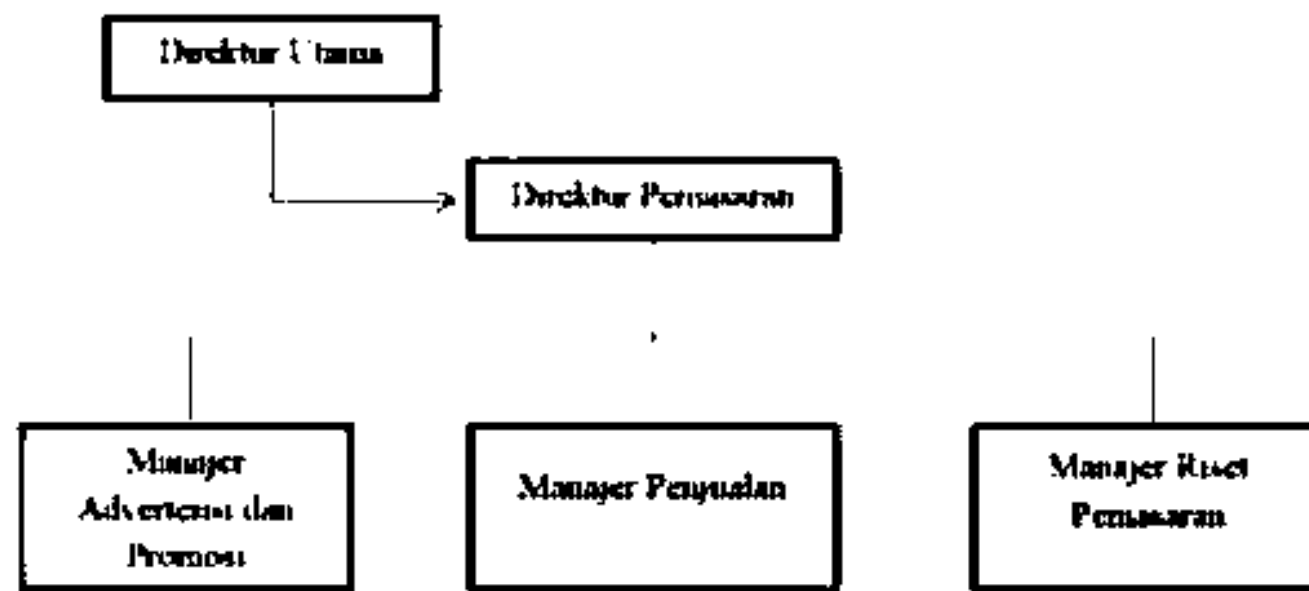 Direktur Utama
Direktur Pemasaran
Manajer
Advertensi dan
Promosi
Manajer Penjualan
Manajer Riset
Pemasaran